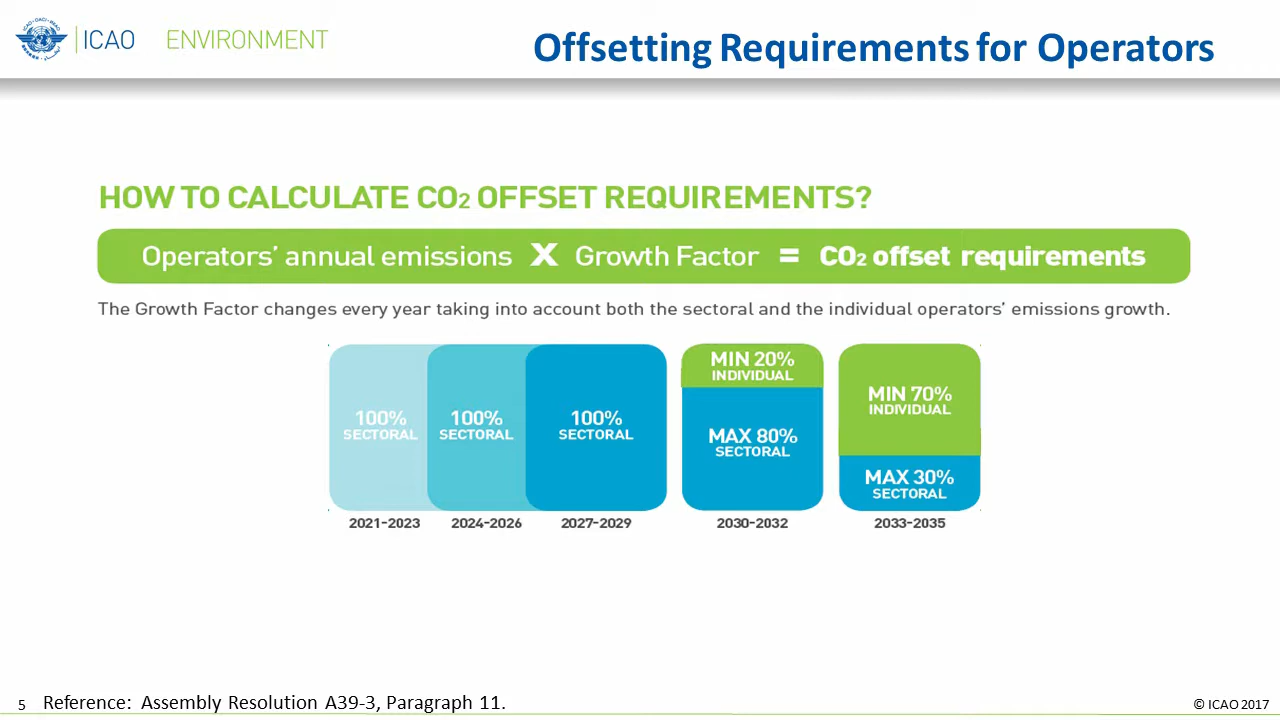 ICAO ENVIRONMENT
Offsetting Requirements for Operators
HOW TO CALCULATE CO2 OFFSET REQUIREMENTS?
Operators' annual emissions X Growth Factor = CO2 offset requirements
The Growth Factor changes every year taking into account both the sectoral and the individual operators' emissions growth.
100%
SECTORAL
2021-2023
100%
SECTORAL
2024-2026
100%
SECTORAL
2027-2029
MIN 20%
INDIVIDUAL
MAX 80%
SECTORAL
2030-2032
MIN 70%
INDIVIDUAL
MAX 30%
SECTORAL
2033-2035
5 Reference: Assembly Resolution A39-3, Paragraph 11.
© ICAO 2017